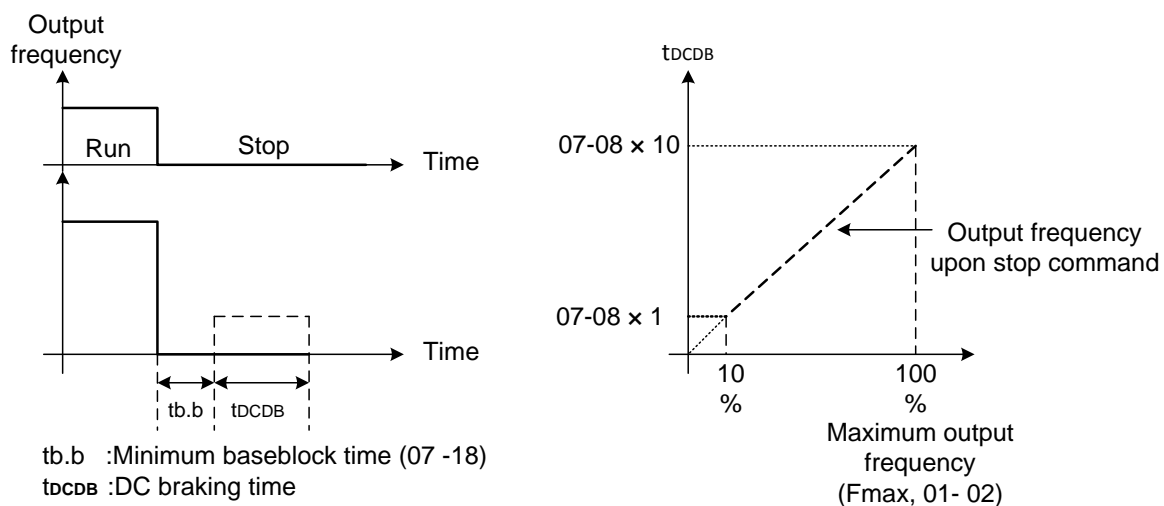 Output
frequency
Run
Stop
Time
Time
tb.b
tDCDB
tb.b :Minimum baseblock time (07 -18)
tDCDB :DC braking time
tDCDB
07-08 × 10
07-08 × 1
Output frequency
upon stop command
10
%
100
%
Maximum output
frequency
(Fmax, 01- 02)